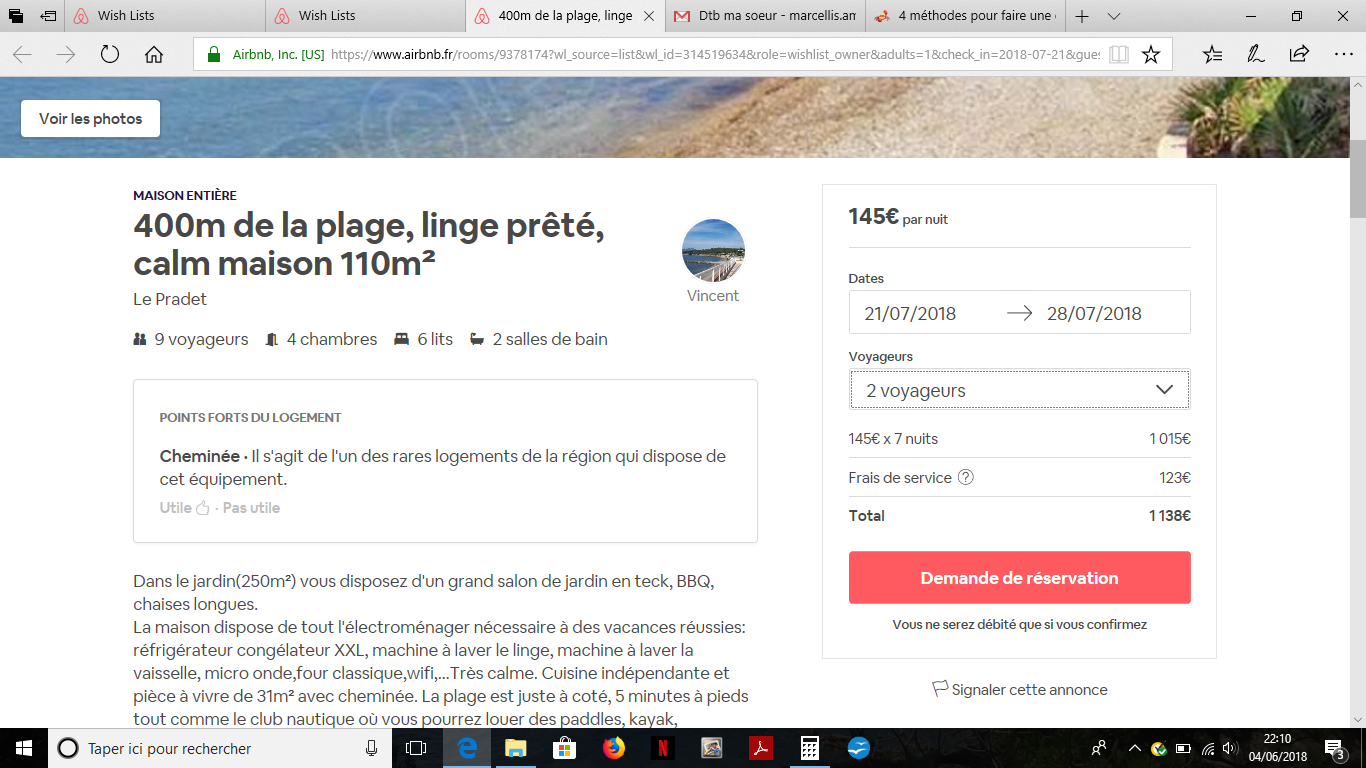 Wish Lists
Wish Lists
400m de la plage, linge
Dtb ma soeur - marcellis.am
4 méthodes pour faire une
Airbnb, Inc. [US]
https://www.airbnb.fr/rooms/9378174?wl_source=list&wl_id=314519634&role=wishlist_owner&adults=1&check_in=2018-07-21&gues
Voir les photos
MAISON ENTIÈRE
400m de la plage, linge prêté,
calm maison 110m²
Le Pradet
Vincent
9 voyageurs 4 chambres 6 lits 2 salles de bain
POINTS FORTS DU LOGEMENT
Cheminée · Il s'agit de l'un des rares logements de la région qui dispose de
cet équipement.
Utile · Pas utile
Dans le jardin(250m²) vous disposez d'un grand salon de jardin en teck, BBQ,
chaises longues.
La maison dispose de tout l'électroménager nécessaire à des vacances réussies:
réfrigérateur congélateur XXL, machine à laver le linge, machine à laver la
vaisselle, micro onde,four classique,wifi,...Très calme. Cuisine indépendante et
pièce à vivre de 31m² avec cheminée. La plage est juste à coté, 5 minutes à pieds
tout comme le club nautique où vous pourrez louer des paddles, kayak,
145€ par nuit
Dates
21/07/2018 → 28/07/2018
Voyageurs
2 voyageurs
145€ x 7 nuits 1 015€
Frais de service ? 123€
Total 1 138€
Demande de réservation
Vous ne serez débité que si vous confirmez
Signaler cette annonce
Taper ici pour rechercher
22:10
04/06/2018
3